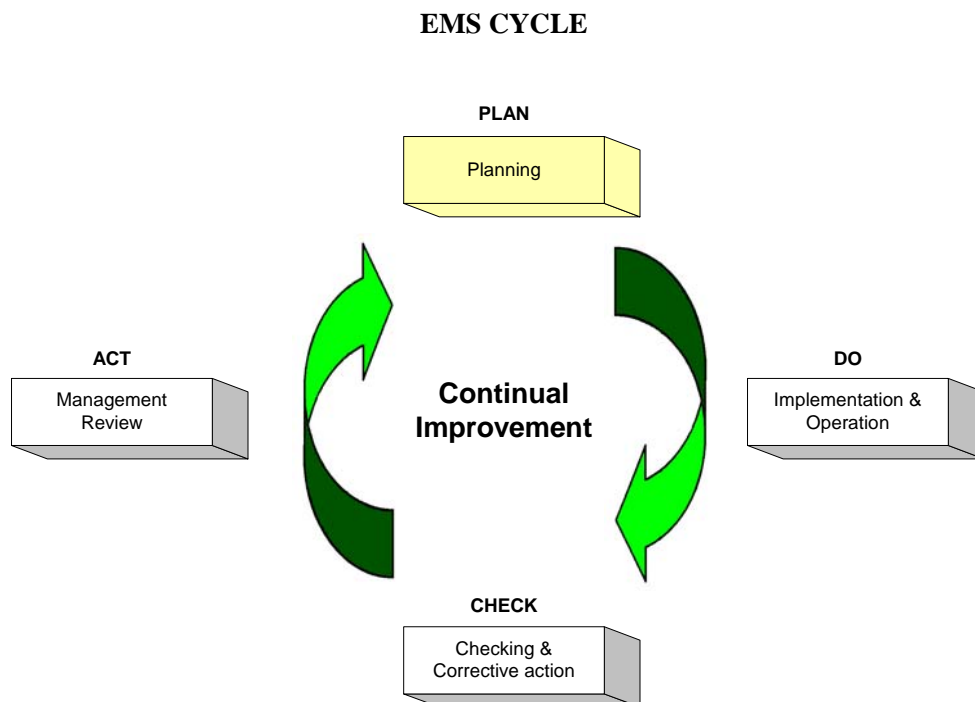 EMS CYCLE
PLAN
Planning
ACT
Management
Review
Continual
Improvement
DO
Implementation &
Operation
CHECK
Checking &
Corrective action